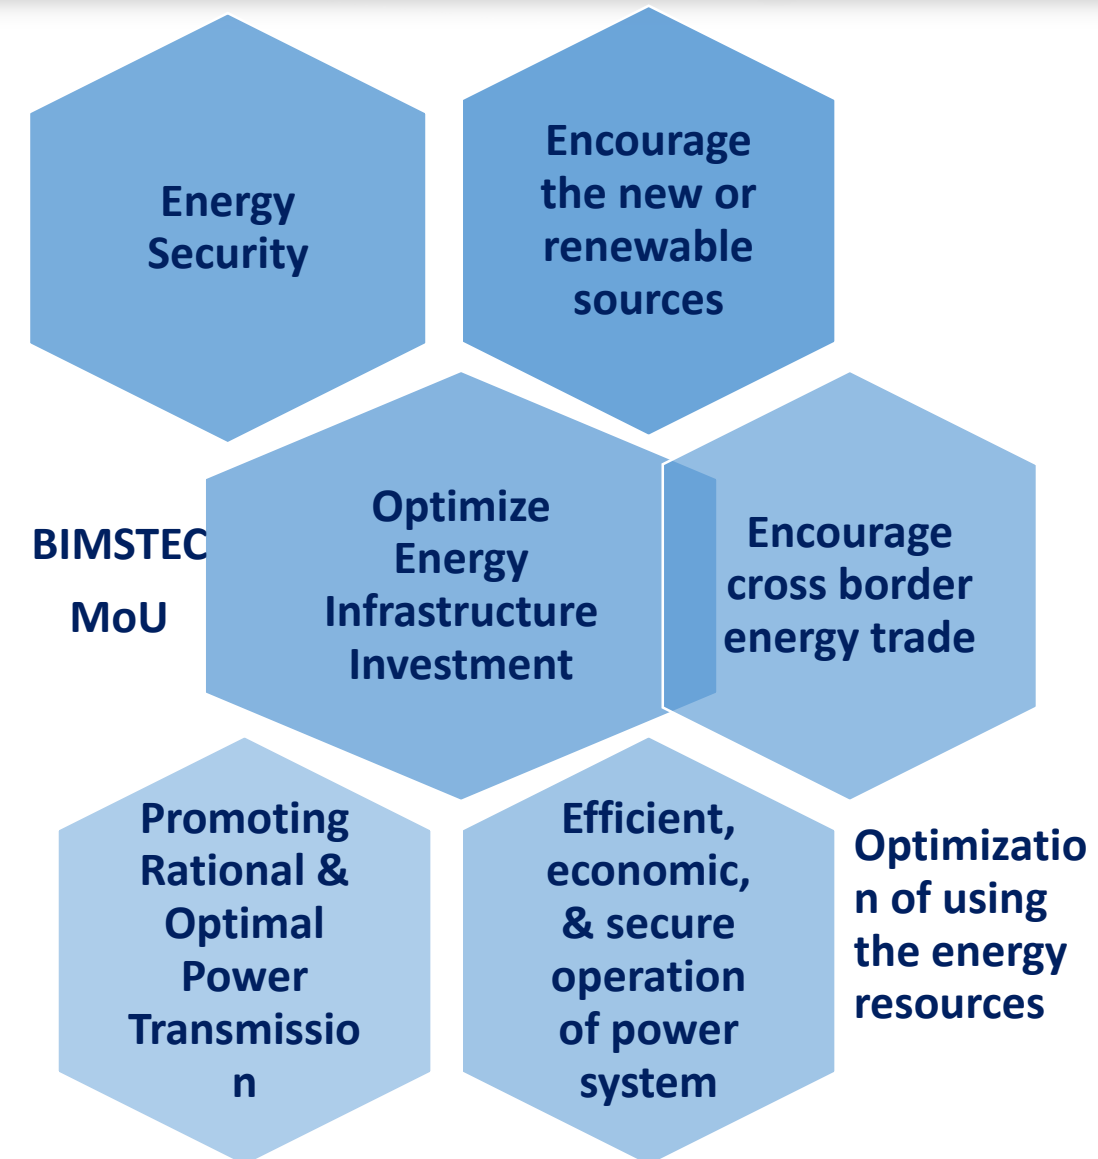 Energy
Security
Encourage
the new or
renewable
sources
BIMSTEC
MoU
Optimize
Energy
Infrastructure
Investment
Encourage
cross border
energy trade
Promoting
Rational &
Optimal
Power
Transmissio
n
Efficient,
economic,
& secure
operation
of power
system
Optimizatio
n of using
the energy
resources